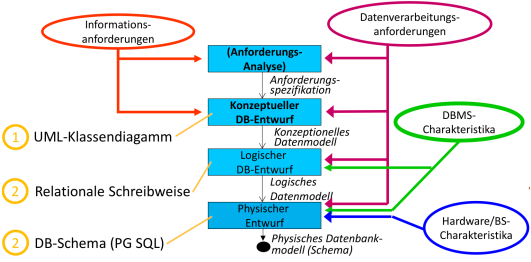 Informations-
anforderungen
Datenverarbeitungs-
anforderungen
(Anforderungs-
Analyse)
Anforderungs-
spezifikation
Konzeptueller
DB-Entwurf
DBMS-
Charakteristika
1 UML-Klassendiagamm
Konzeptionelles
Datenmodell
Logischer
DB-Entwurf
2 Relationale Schreibweise
Logisches
Datenmodell
Physischer
Entwurf
Hardware/BS-
Charakteristika
2 DB-Schema (PG SQL)
Physisches Datenbank-
modell (Schema)